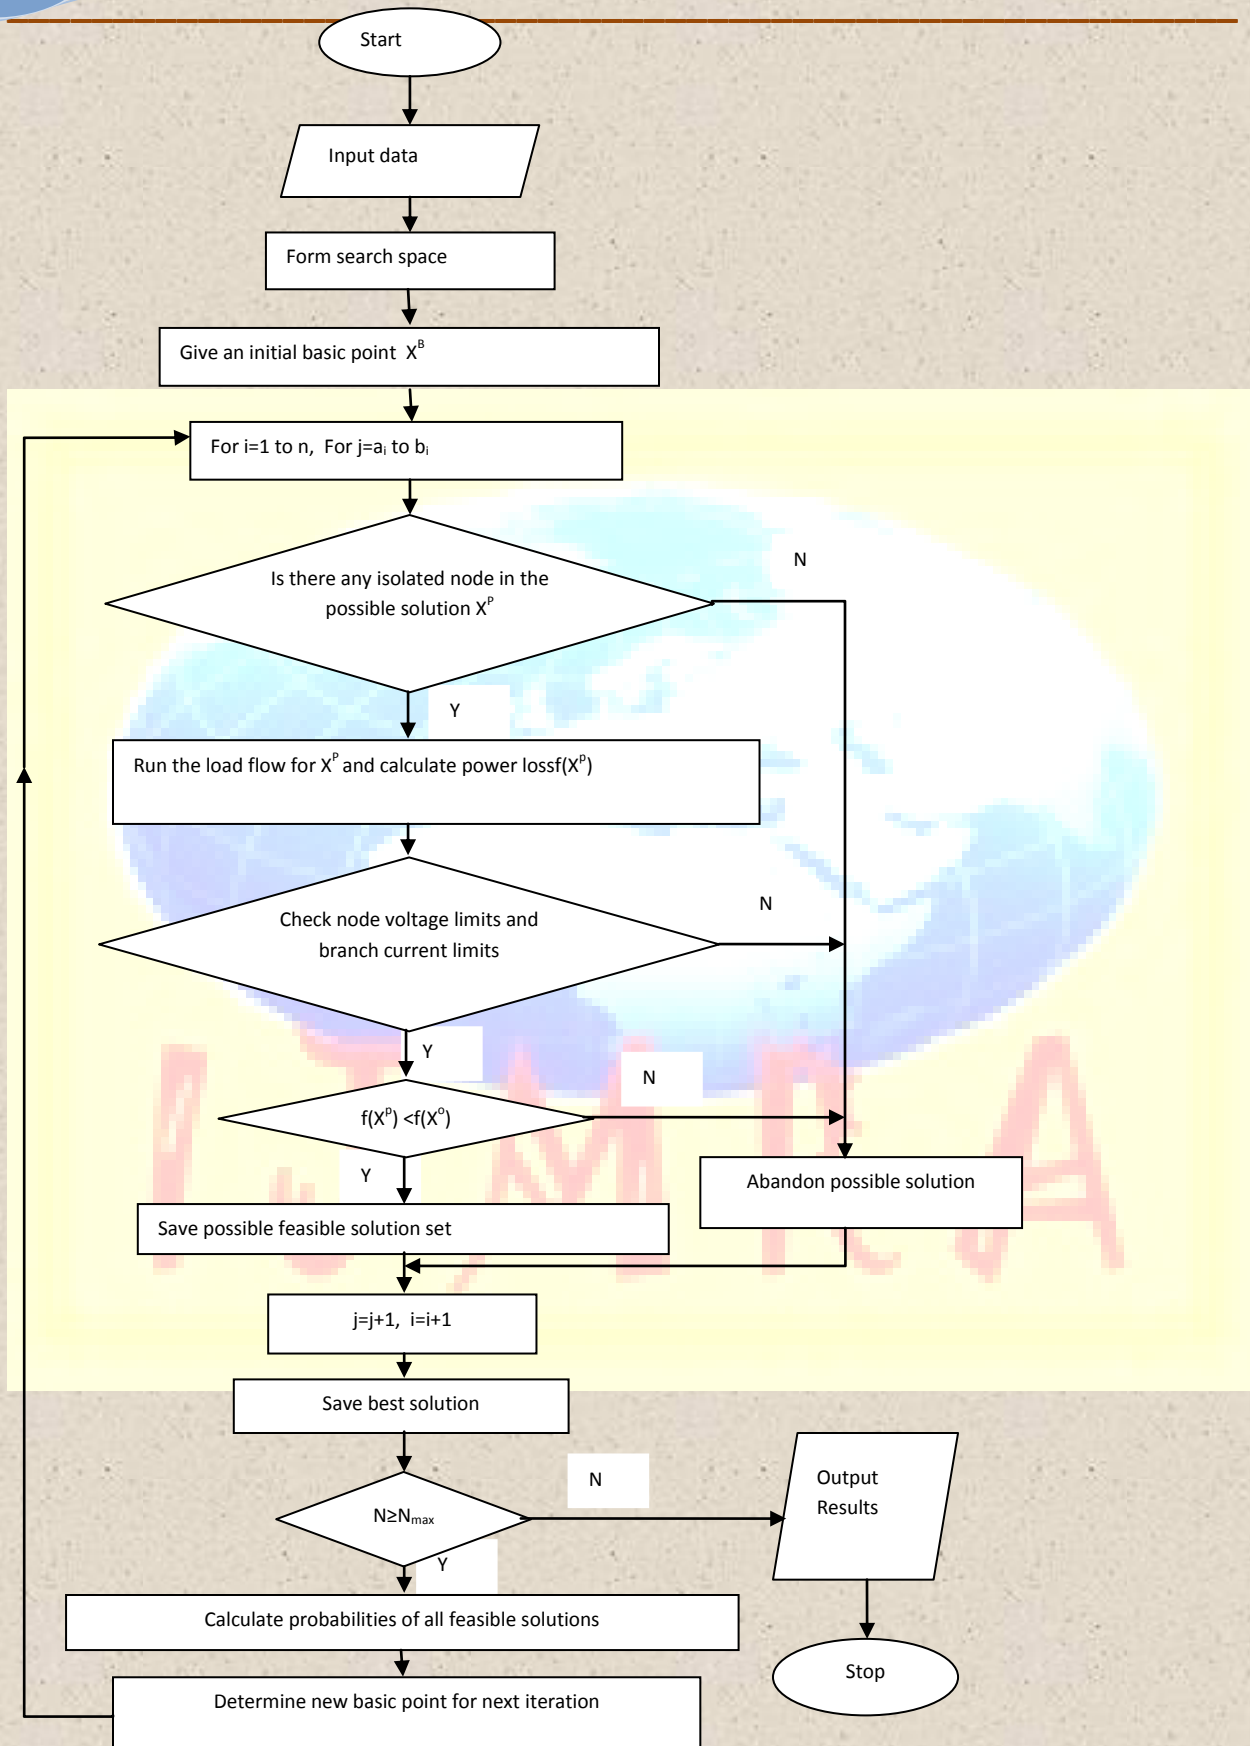 Start
Input data
Form search space
Give an initial basic point X^B
For i=1 to n, For j=a_i to b_i
N
Is there any isolated node in the
possible solution X^P
Y
Run the load flow for X^P and calculate power lossf(X^p)
N
Check node voltage limits and
branch current limits
Y
N
f(X^p) <f(X^o)
Y
Abandon possible solution
Save possible feasible solution set
j=j+1, i=i+1
Save best solution
N
Output
Results
N≥N_max
Y
Calculate probabilities of all feasible solutions
Stop
Determine new basic point for next iteration
IJMRA